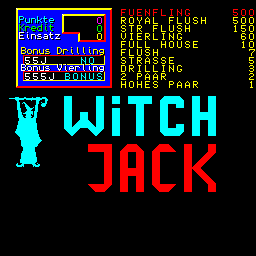 FUENFLING 500
ROYAL FLUSH 500
STR FLUSH 150
VIERLING 60
FULL HOUSE 10
FLUSH 7
STRASSE 5
DRILLING 3
2 PAAR 2
HOHES PAAR 1
Punkte 0
Kredit 0
Einsatz 0
Bonus Drilling
55J NO
Bonus Vierling
555J BONUS
WiTCH
JACK